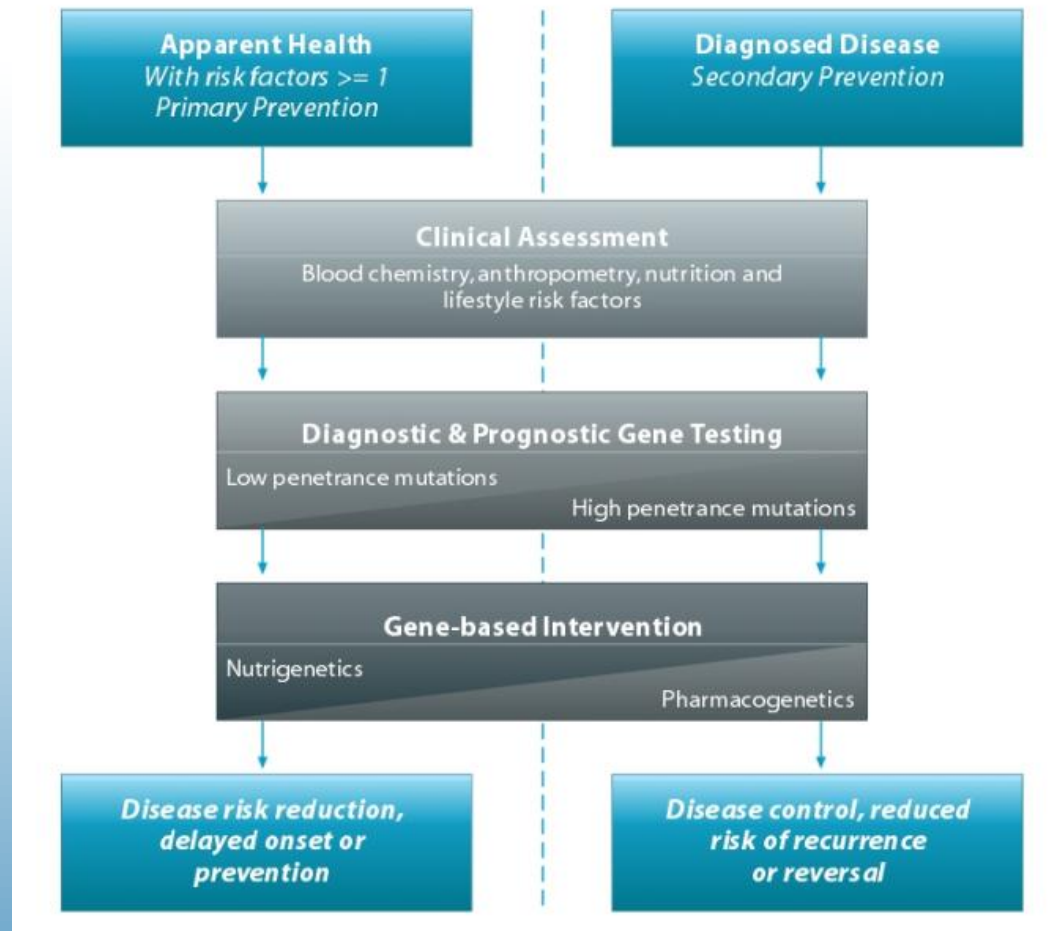 Apparent Health
With risk factors >= 1
Primary Prevention
Diagnosed Disease
Secondary Prevention
Clinical Assessment
Blood chemistry, anthropometry, nutrition and
lifestyle risk factors
Diagnostic & Prognostic Gene Testing
Low penetrance mutations
High penetrance mutations
Gene-based Intervention
Nutrigenetics
Pharmacogenetics
Disease risk reduction,
delayed onset or
prevention
Disease control, reduced
risk of recurrence
or reversal